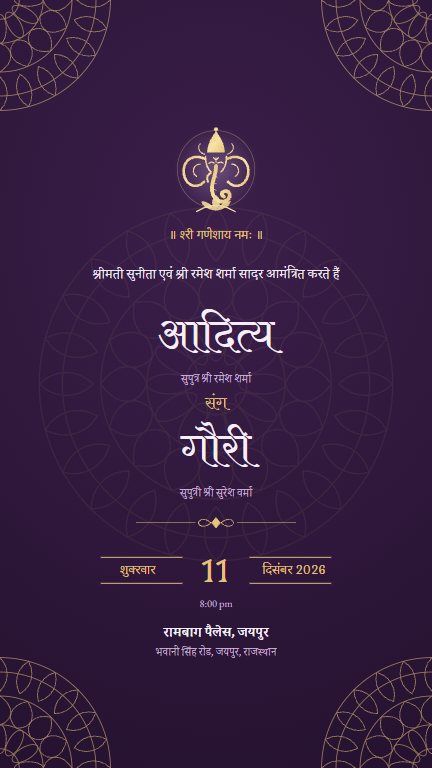 ॥ श्री गणेशाय नमः ॥
श्रीमती सुनीता एवं श्री रमेश शर्मा सादर आमंत्रित करते हैं
आदित्य
सुपुत्र श्री रमेश शर्मा
संग
गौरी
सुपुत्री श्री सुरेश वर्मा
शुक्रवार 11 दिसंबर 2026
8:00 pm
रामबाग पैलेस, जयपुर
भवानी सिंह रोड, जयपुर, राजस्थान